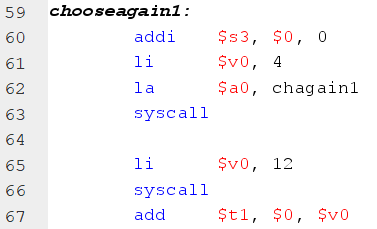 59 chooseagain1:
60 addi $s3, $0, 0
61 li $v0, 4
62 la $a0, chagain1
63 syscall
64
65 li $v0, 12
66 syscall
67 add $t1, $0, $v0